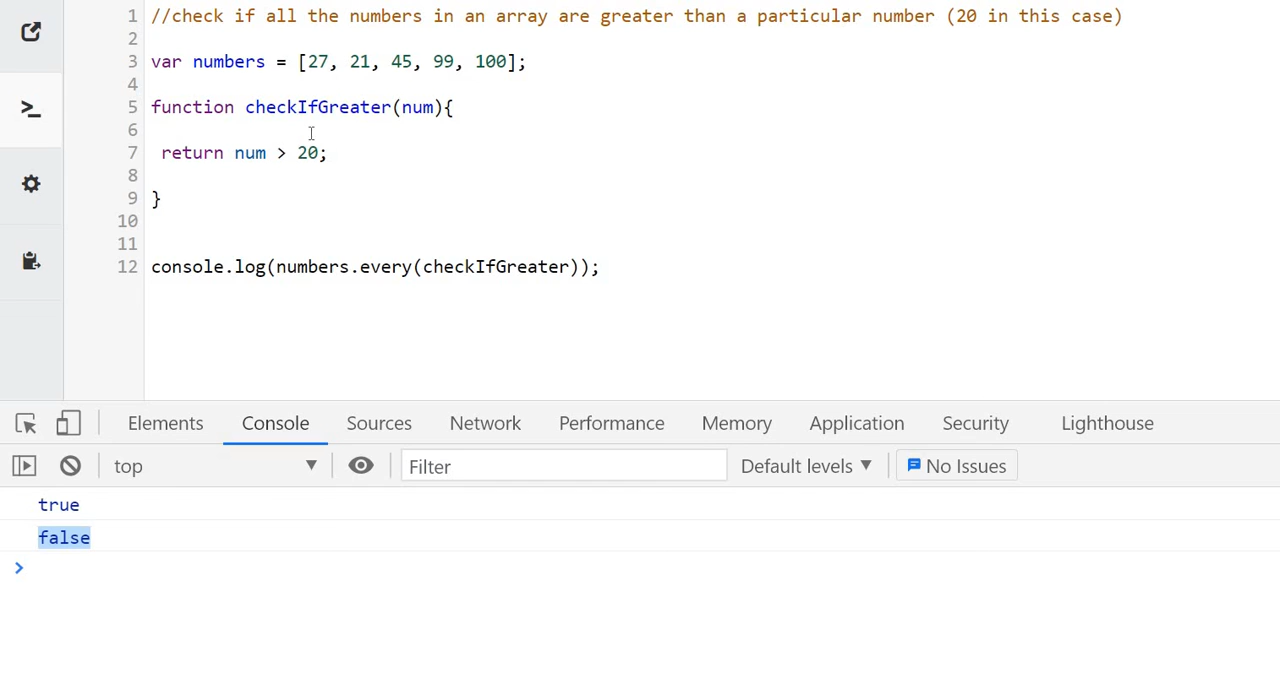 1 //check if all the numbers in an array are greater than a particular number (20 in this case)
2
3 var numbers = [27, 21, 45, 99, 100];
4
5 function checkIfGreater(num){
6
7 return num > 20;
8
9 }
10
11
12 console.log(numbers.every(checkIfGreater));
Elements Console Sources Network Performance Memory Application Security Lighthouse
top Filter Default levels No Issues
true
false